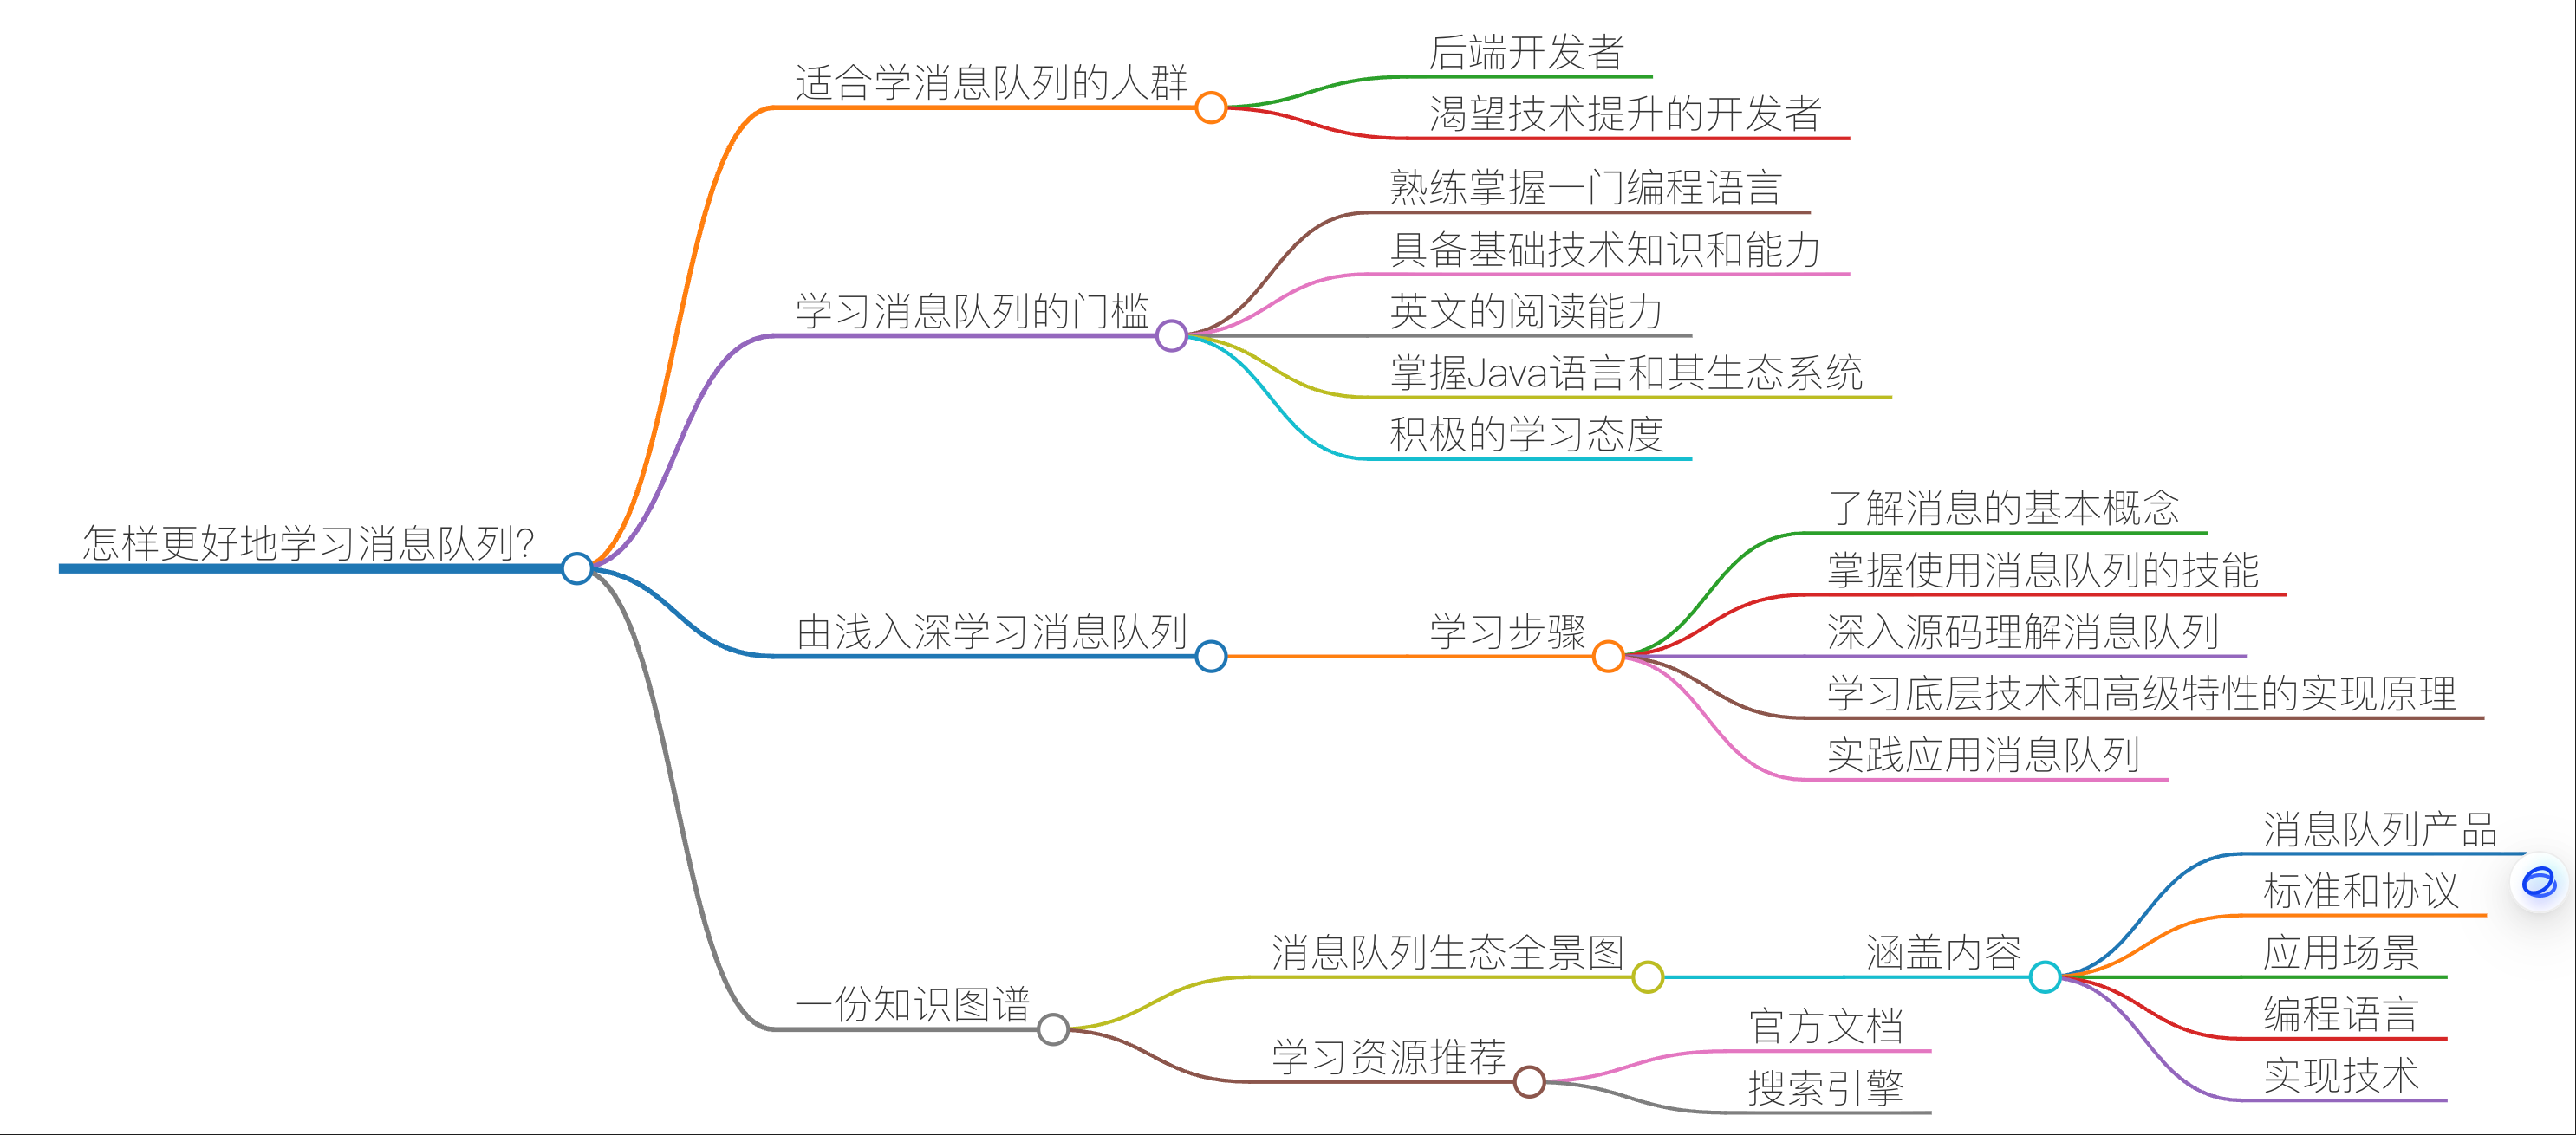 怎样更好地学习消息队列?
适合学消息队列的人群
后端开发者
渴望技术提升的开发者
学习消息队列的门槛
熟练掌握一门编程语言
具备基础技术知识和能力
英文的阅读能力
掌握Java语言和其生态系统
积极的学习态度
由浅入深学习消息队列
学习步骤
了解消息的基本概念
掌握使用消息队列的技能
深入源码理解消息队列
学习底层技术和高级特性的实现原理
实践应用消息队列
一份知识图谱
消息队列生态全景图
涵盖内容
消息队列产品
标准和协议
应用场景
编程语言
实现技术
学习资源推荐
官方文档
搜索引擎